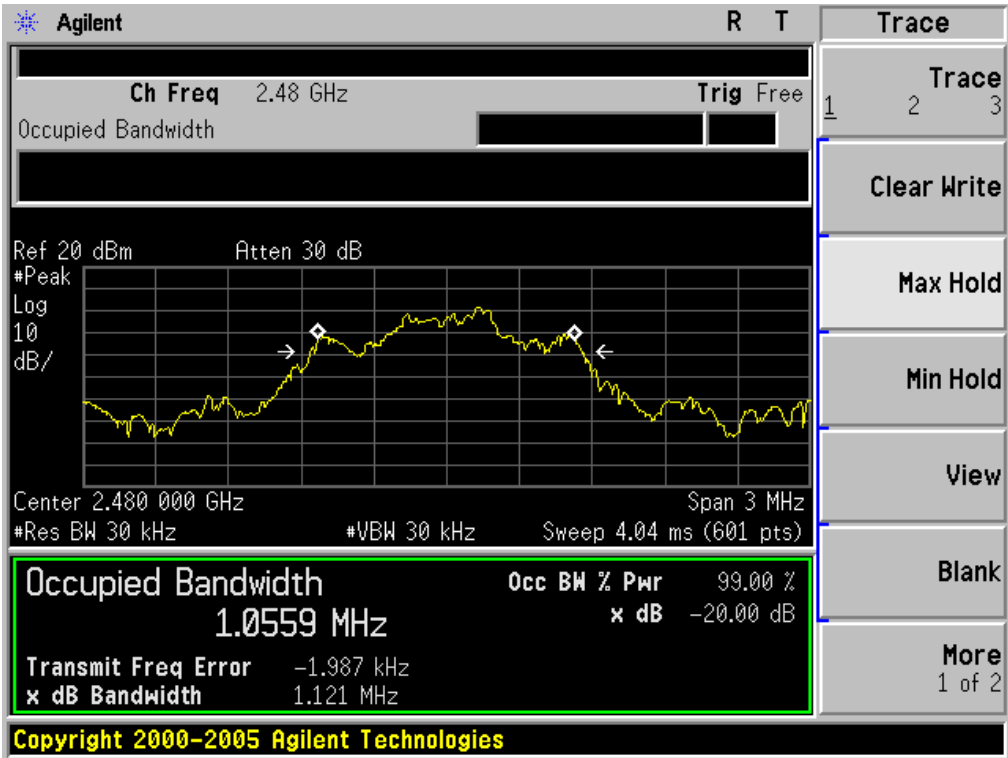 Agilent R T
Ch Freq 2.48 GHz Trig Free
Occupied Bandwidth
Ref 20 dBm Atten 30 dB
#Peak
Log
10
dB/
Center 2.480 000 GHz Span 3 MHz
#Res BW 30 kHz #VBW 30 kHz Sweep 4.04 ms (601 pts)
Occupied Bandwidth Occ BW % Pwr 99.00 %
1.0559 MHz x dB -20.00 dB
Transmit Freq Error -1.987 kHz
x dB Bandwidth 1.121 MHz
Copyright 2000-2005 Agilent Technologies
Trace
Trace
1 2 3
Clear Write
Max Hold
Min Hold
View
Blank
More
1 of 2